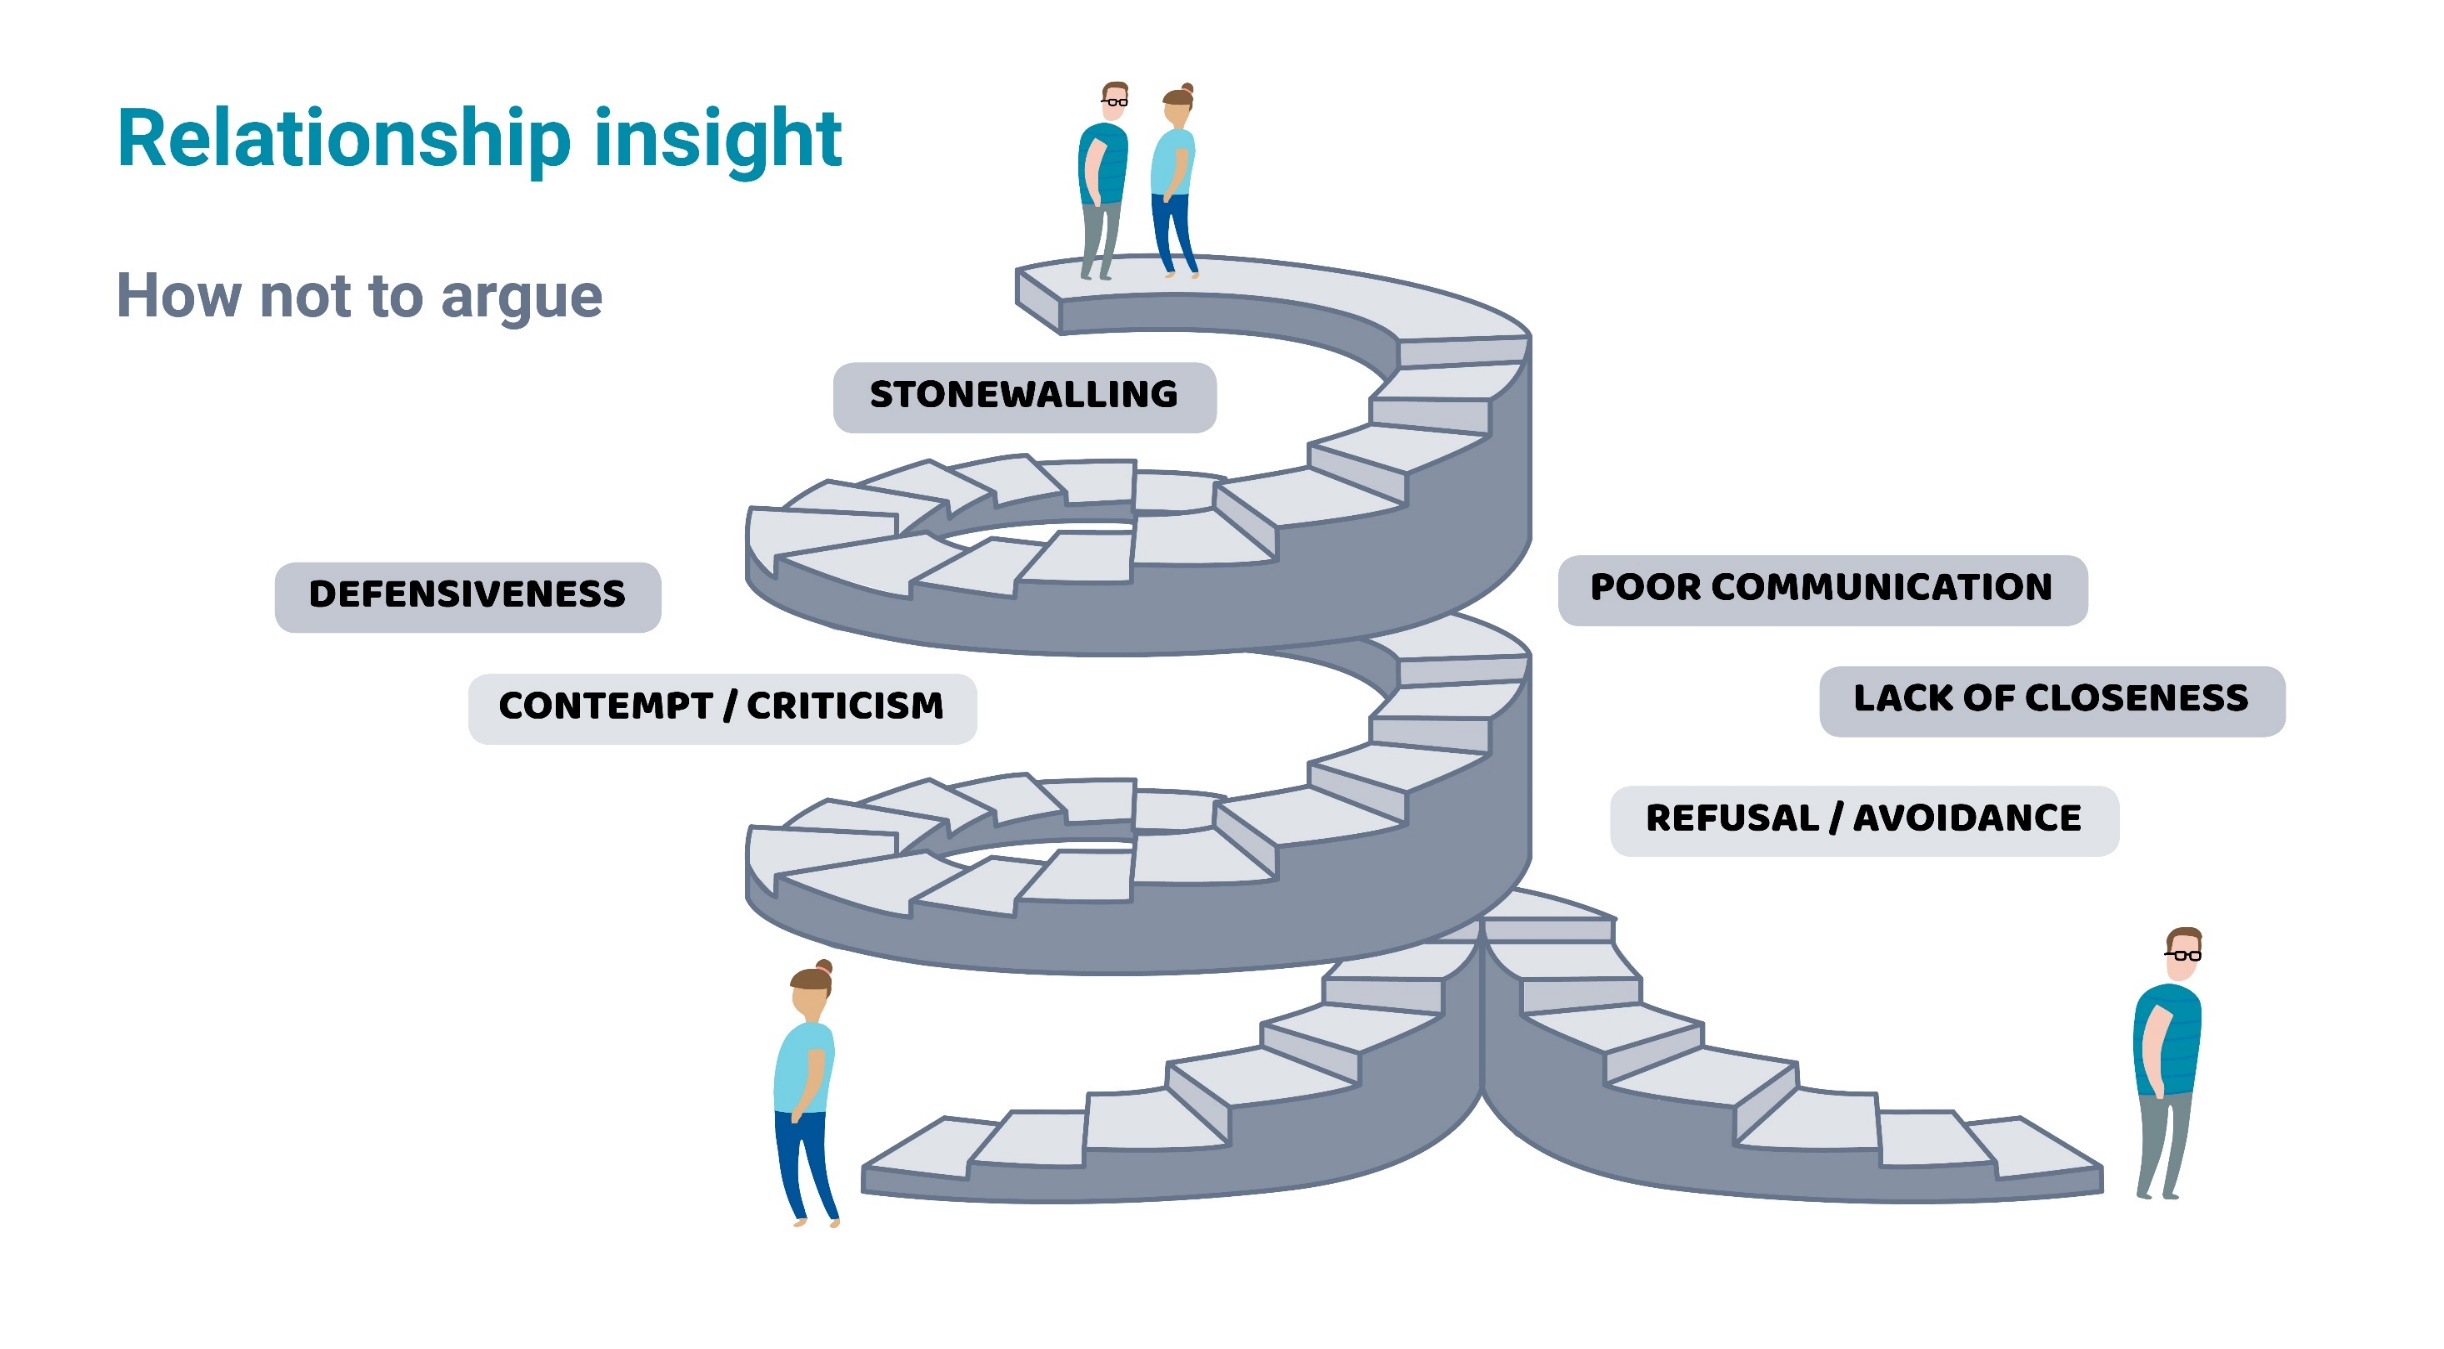 Relationship insight
How not to argue
STONEWALLING
DEFENSIVENESS
CONTEMPT / CRITICISM
POOR COMMUNICATION
LACK OF CLOSENESS
REFUSAL / AVOIDANCE